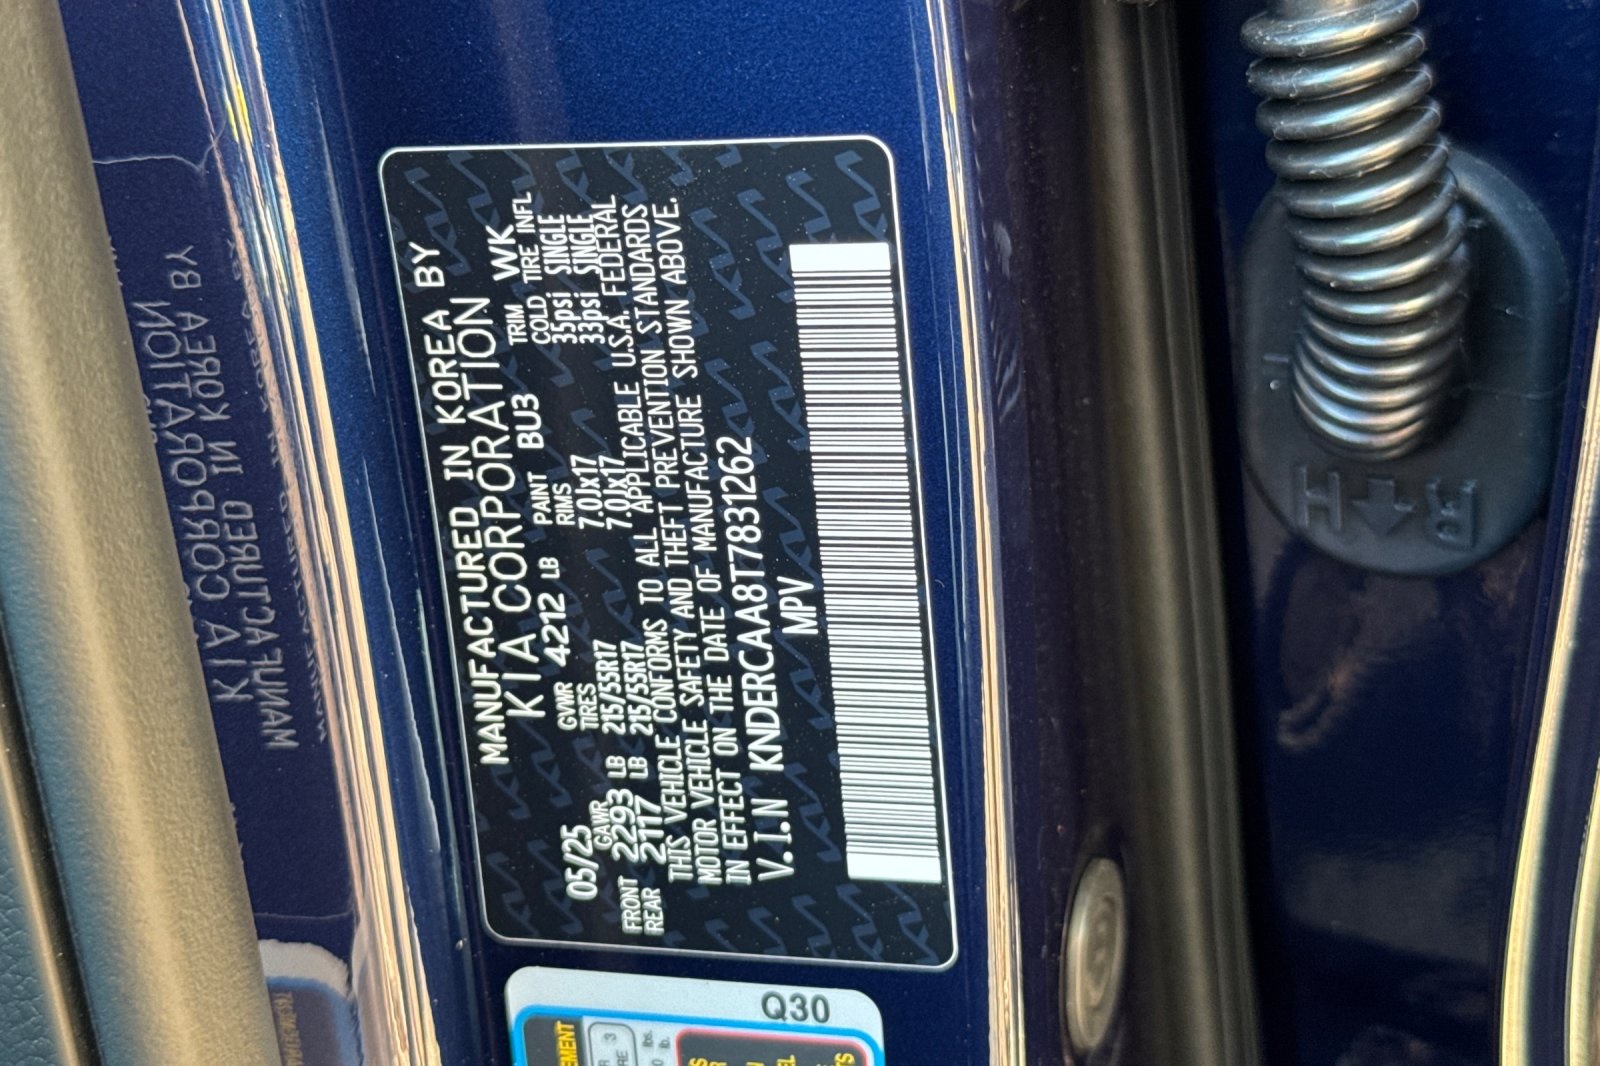 MANUFACTURED IN KOREA BY
KIA CORPORATION
05/25 GVWR 4212 LB PAINT BU3 TRIM WK
GAWR TIRES RIMS COLD TIRE INFL
FRONT 2293 LB 215/55R17 7.0Jx17 35psi SINGLE
REAR 2117 LB 215/55R17 7.0Jx17 33psi SINGLE
THIS VEHICLE CONFORMS TO ALL APPLICABLE U.S.A. FEDERAL
MOTOR VEHICLE SAFETY AND THEFT PREVENTION STANDARDS
IN EFFECT ON THE DATE OF MANUFACTURE SHOWN ABOVE.
V.I.N KNDERCAA8T7831262
MPV
Q30
H